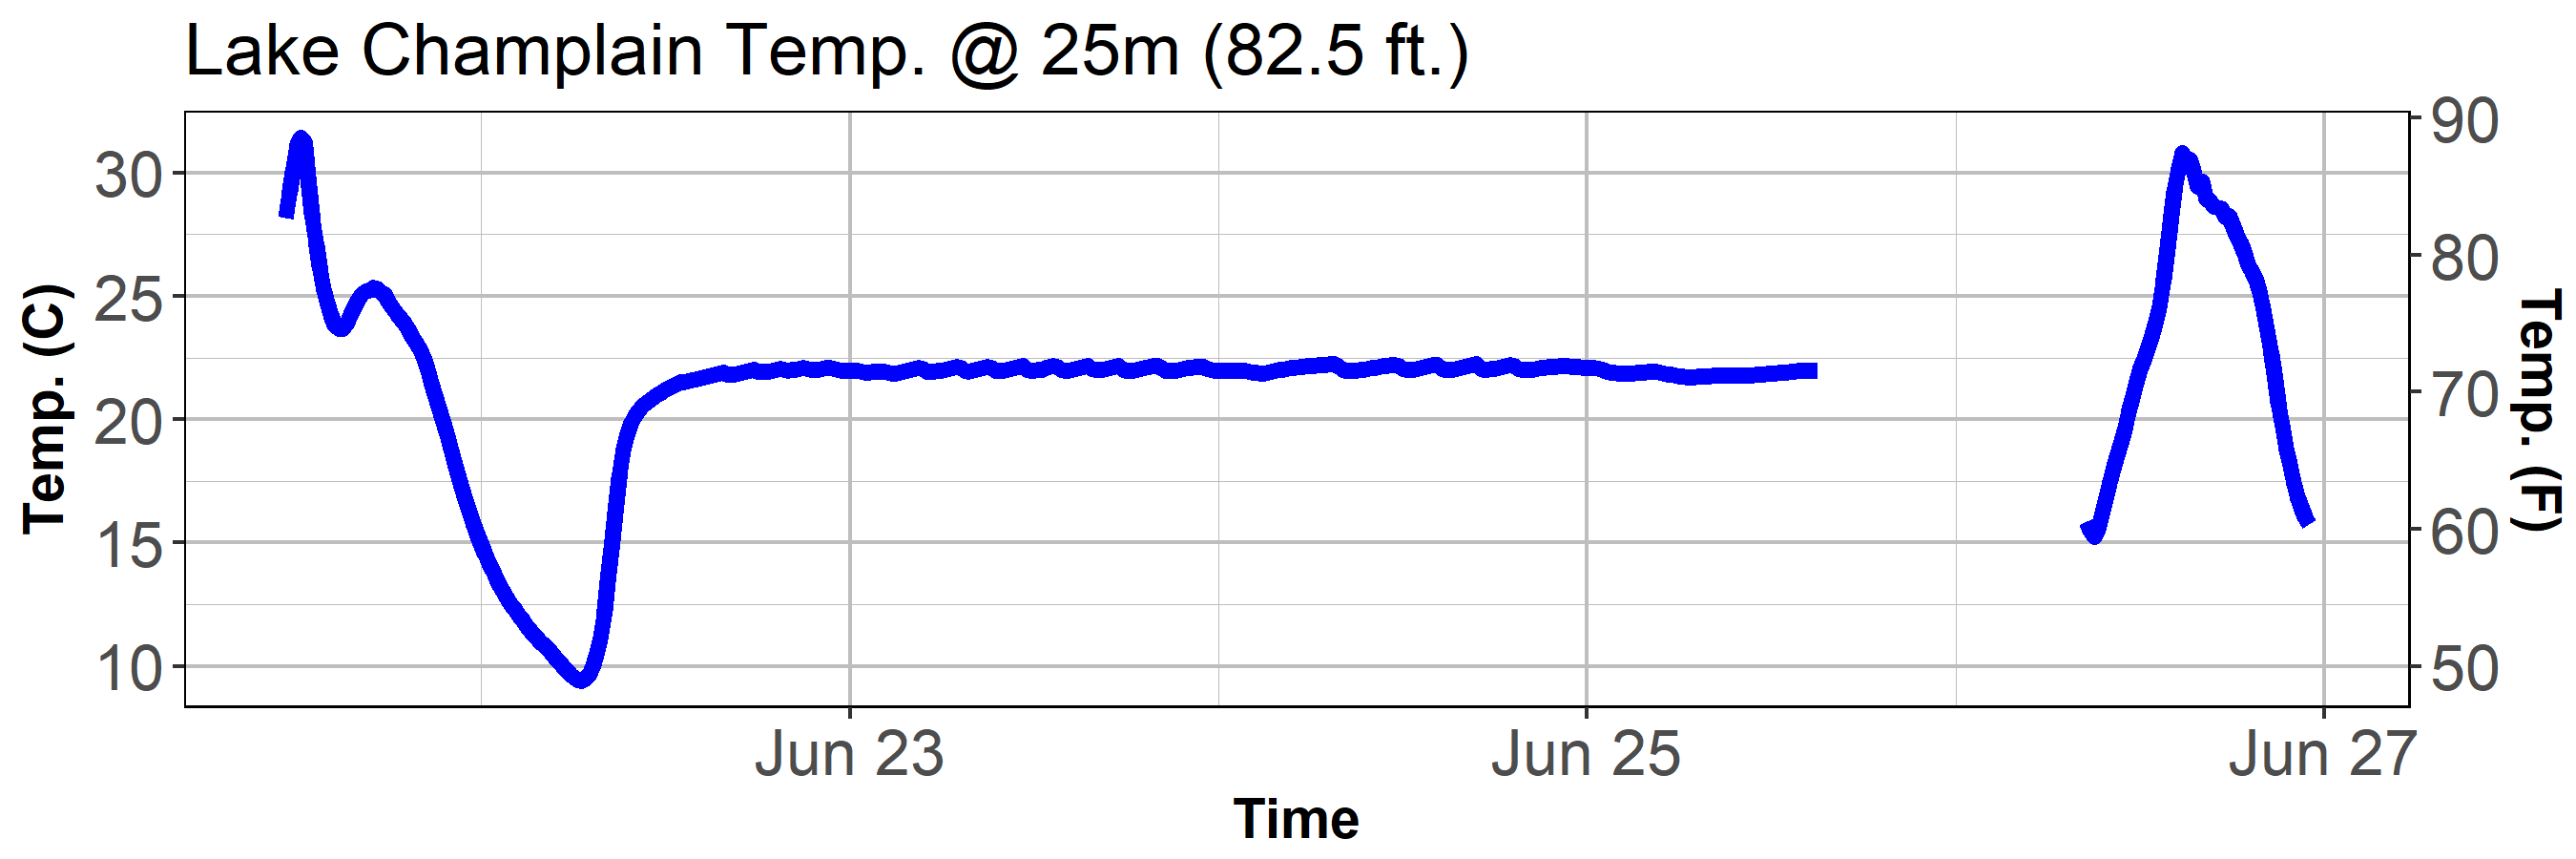 Lake Champlain Temp. @ 25m (82.5 ft.)
90
30
80
25
Temp. (C)
Temp. (F)
70
20
60
15
50
10
Jun 23
Jun 25
Jun 27
Time